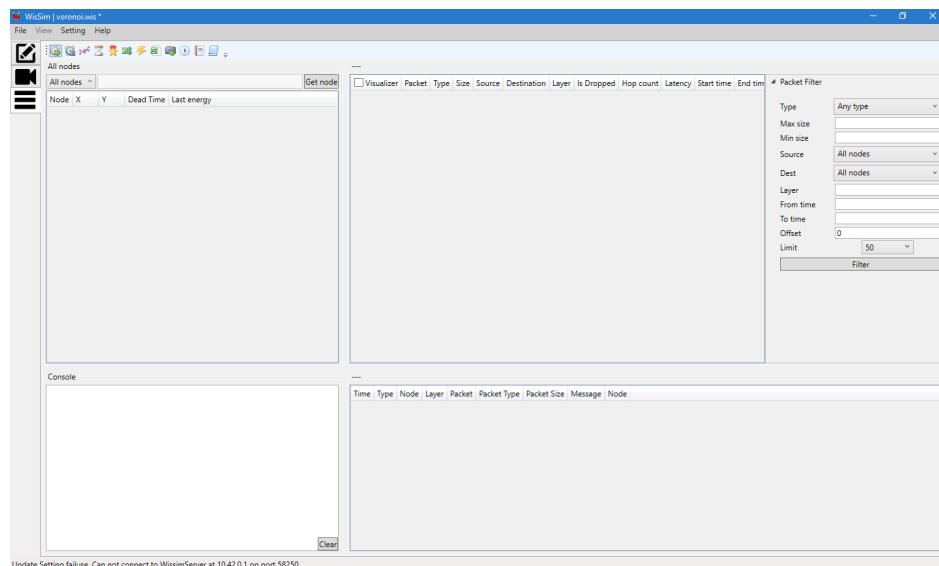 WisSim | voronoi.wis *
File View Setting Help
All nodes
---
All nodes
Get node
Visualizer Packet Type Size Source Destination Layer Is Dropped Hop count Latency Start time End tim
Packet Filter
Node X Y Dead Time Last energy
Type Any type
Max size
Min size
Source All nodes
Dest All nodes
Layer
From time
To time
Offset 0
Limit 50
Filter
Console
---
Time Type Node Layer Packet Packet Type Packet Size Message Node
Clear
Update Setting failuse. Can not connect to WissimServer at 10.42.0.1 on port 58250